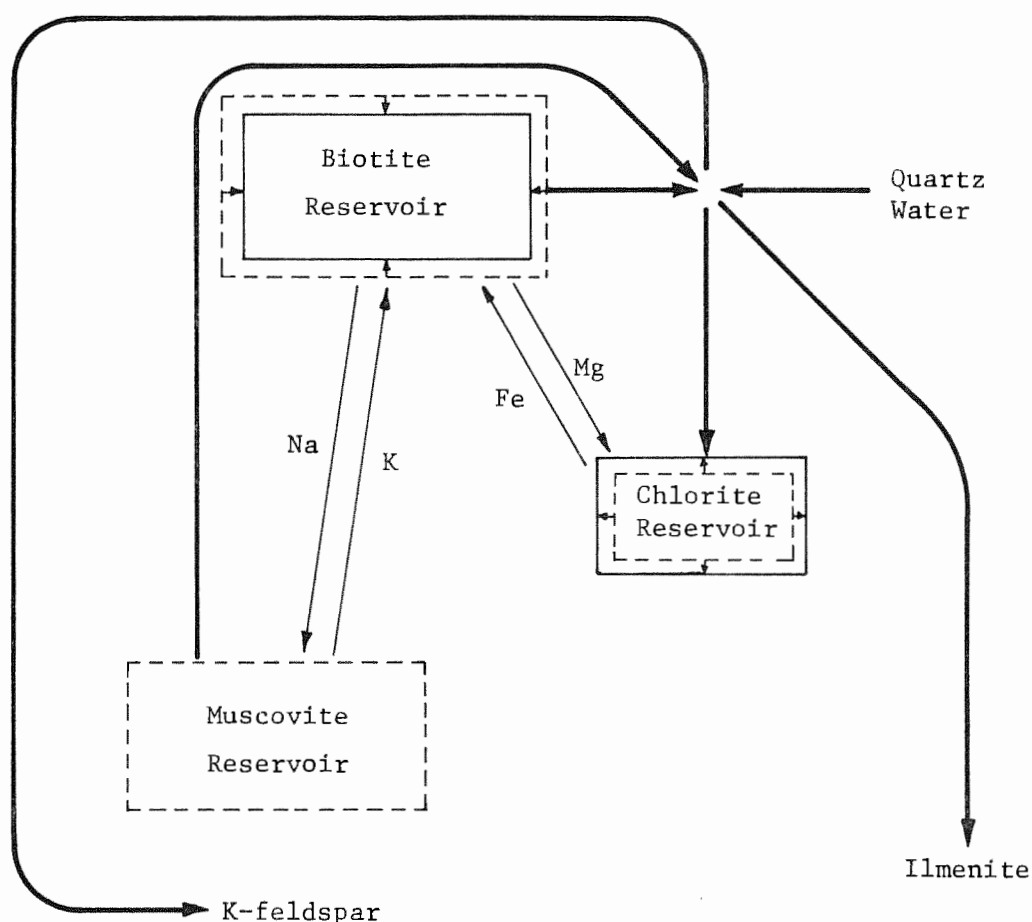 Biotite
Reservoir
Quartz
Water
Mg
Fe
Na
K
Chlorite
Reservoir
Muscovite
Reservoir
Ilmenite
K-feldspar